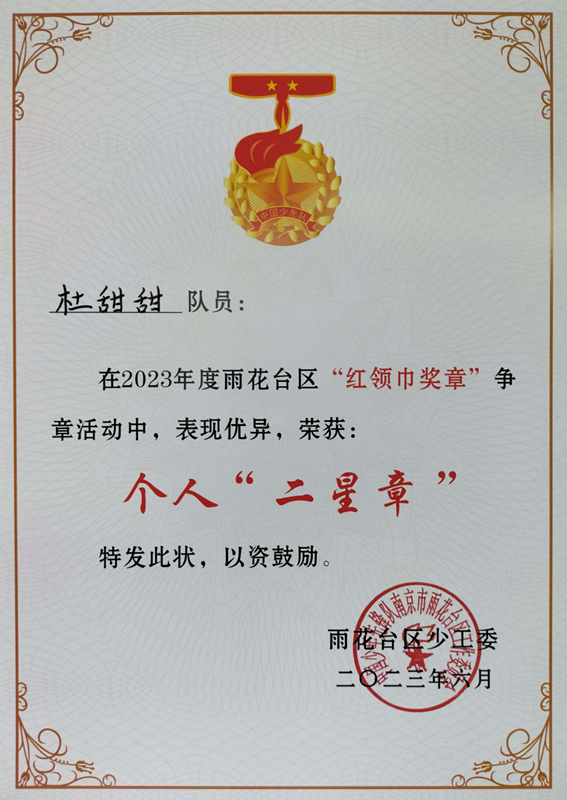 中国少先队
杜甜甜 队员：
在2023年度雨花台区“红领巾奖章”争
章活动中，表现优异，荣获：
个人“二星章”
特发此状，以资鼓励。
雨花台区少工委
二〇二三年六月